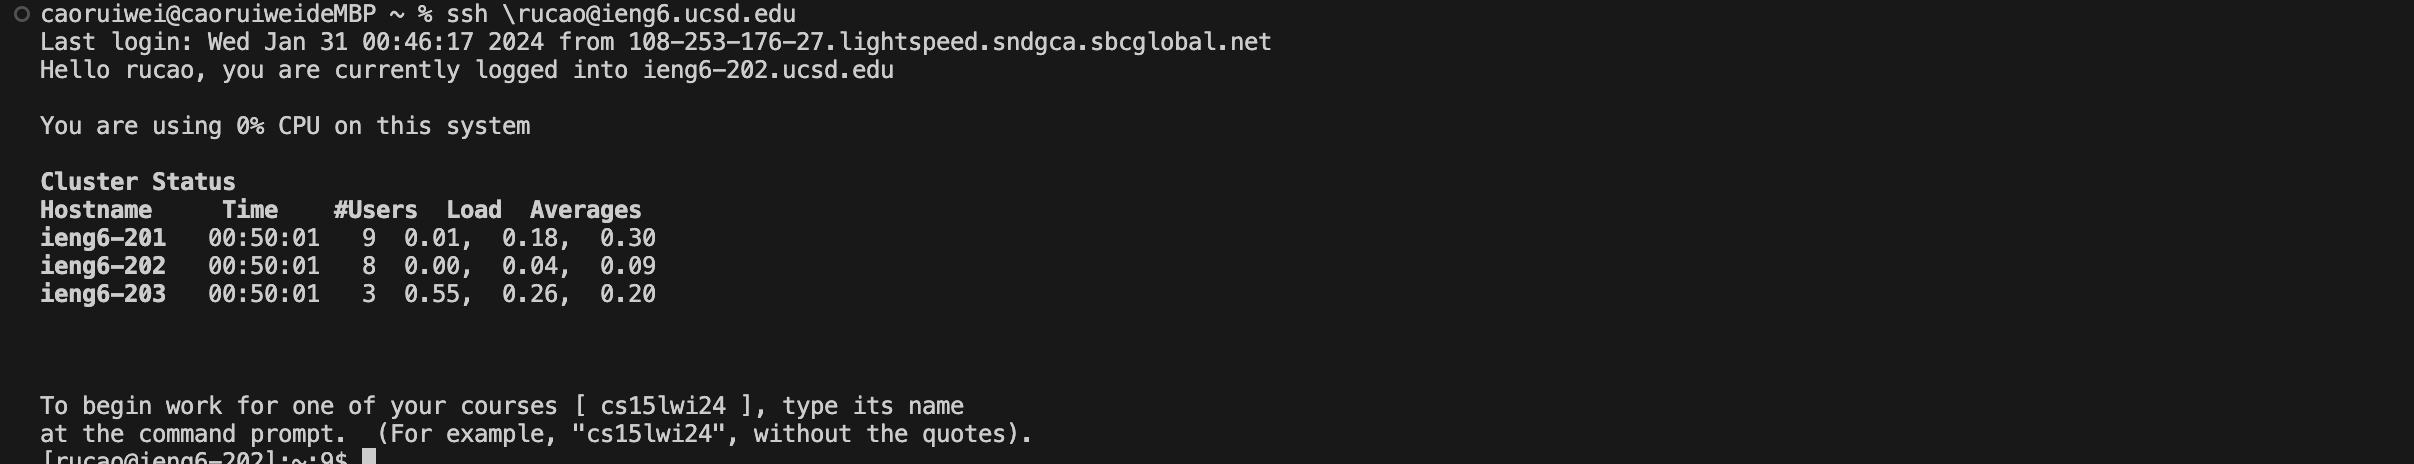 caoruiwei@caoruiweideMBP ~ % ssh \rucao@ieng6.ucsd.edu
Last login: Wed Jan 31 00:46:17 2024 from 108-253-176-27.lightspeed.sndgca.sbcglobal.net
Hello rucao, you are currently logged into ieng6-202.ucsd.edu
You are using 0% CPU on this system
Cluster Status
Hostname     Time    #Users  Load  Averages
ieng6-201   00:50:01   9  0.01,  0.18,  0.30
ieng6-202   00:50:01   8  0.00,  0.04,  0.09
ieng6-203   00:50:01   3  0.55,  0.26,  0.20
To begin work for one of your courses [ cs15lwi24 ], type its name
at the command prompt.  (For example, "cs15lwi24", without the quotes).
[rucao@ieng6-202]:~:9$